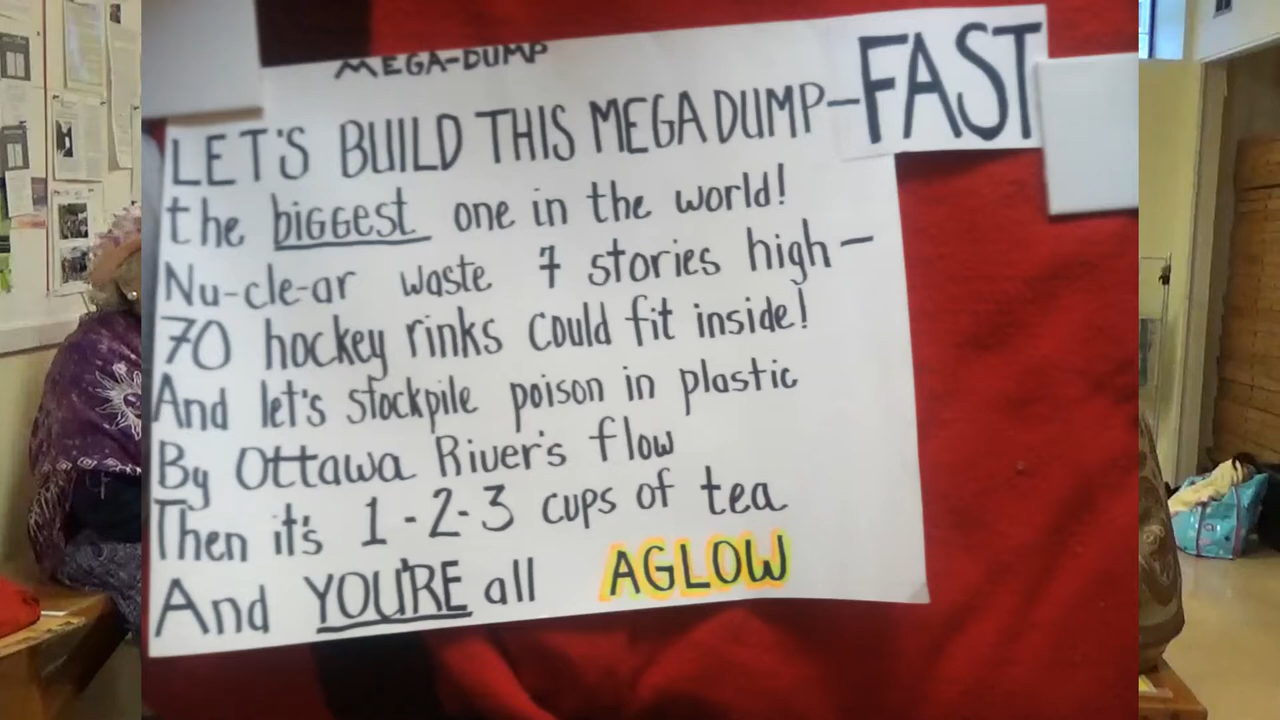 MEGA-DUMP
LET'S BUILD THIS MEGA DUMP-FAST
the biggest one in the world!
Nu-cle-ar waste 7 stories high-
70 hockey rinks could fit inside!
And let's stockpile poison in plastic
By Ottawa River's flow
Then it's 1-2-3 cups of tea
And YOU'RE all AGLOW